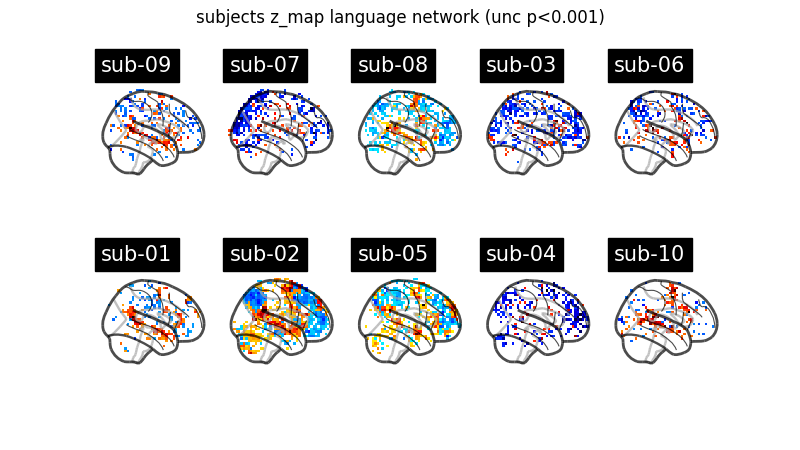 subjects z_map language network (unc p<0.001)
sub-09 sub-07 sub-08 sub-03 sub-06
sub-01 sub-02 sub-05 sub-04 sub-10